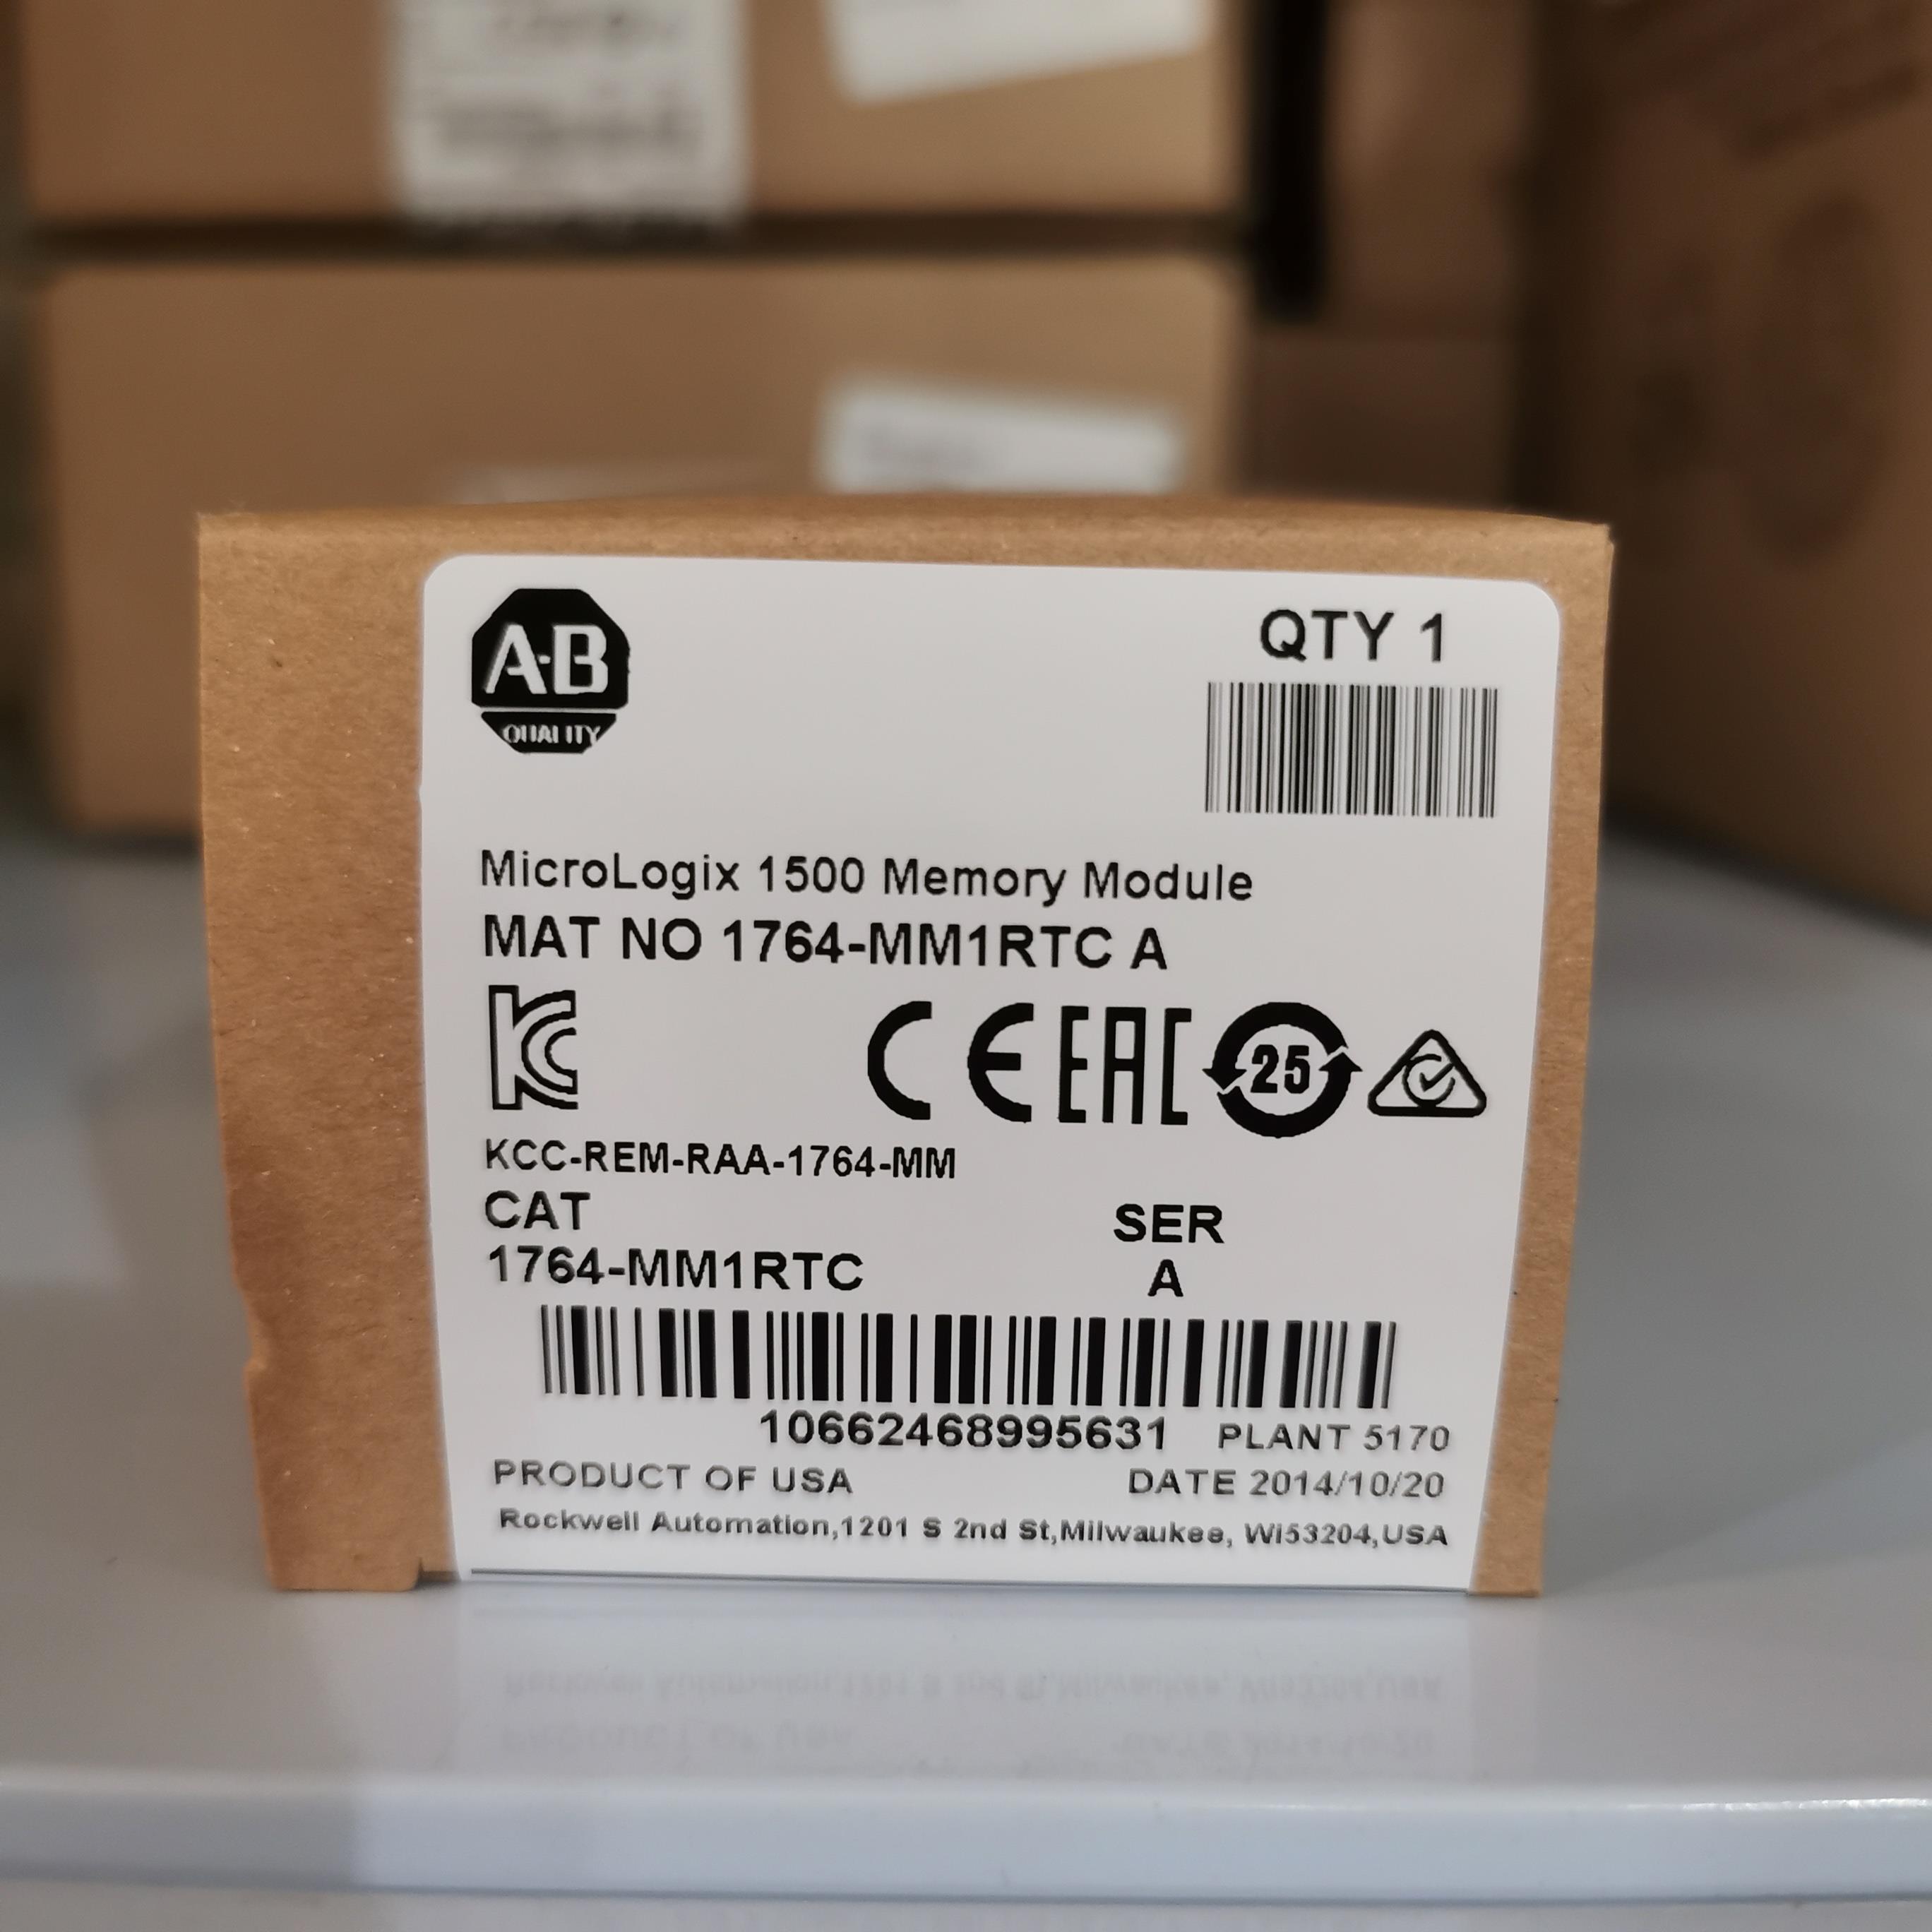 A-B
QUALITY
QTY 1
MicroLogix 1500 Memory Module
MAT NO 1764-MM1RTC A
KC
CE EAC 25
KCC-REM-RAA-1764-MM
CAT SER
1764-MM1RTC A
10662468995631 PLANT 5170
PRODUCT OF USA DATE 2014/10/20
Rockwell Automation,1201 S 2nd St,Milwaukee, Wi53204,USA